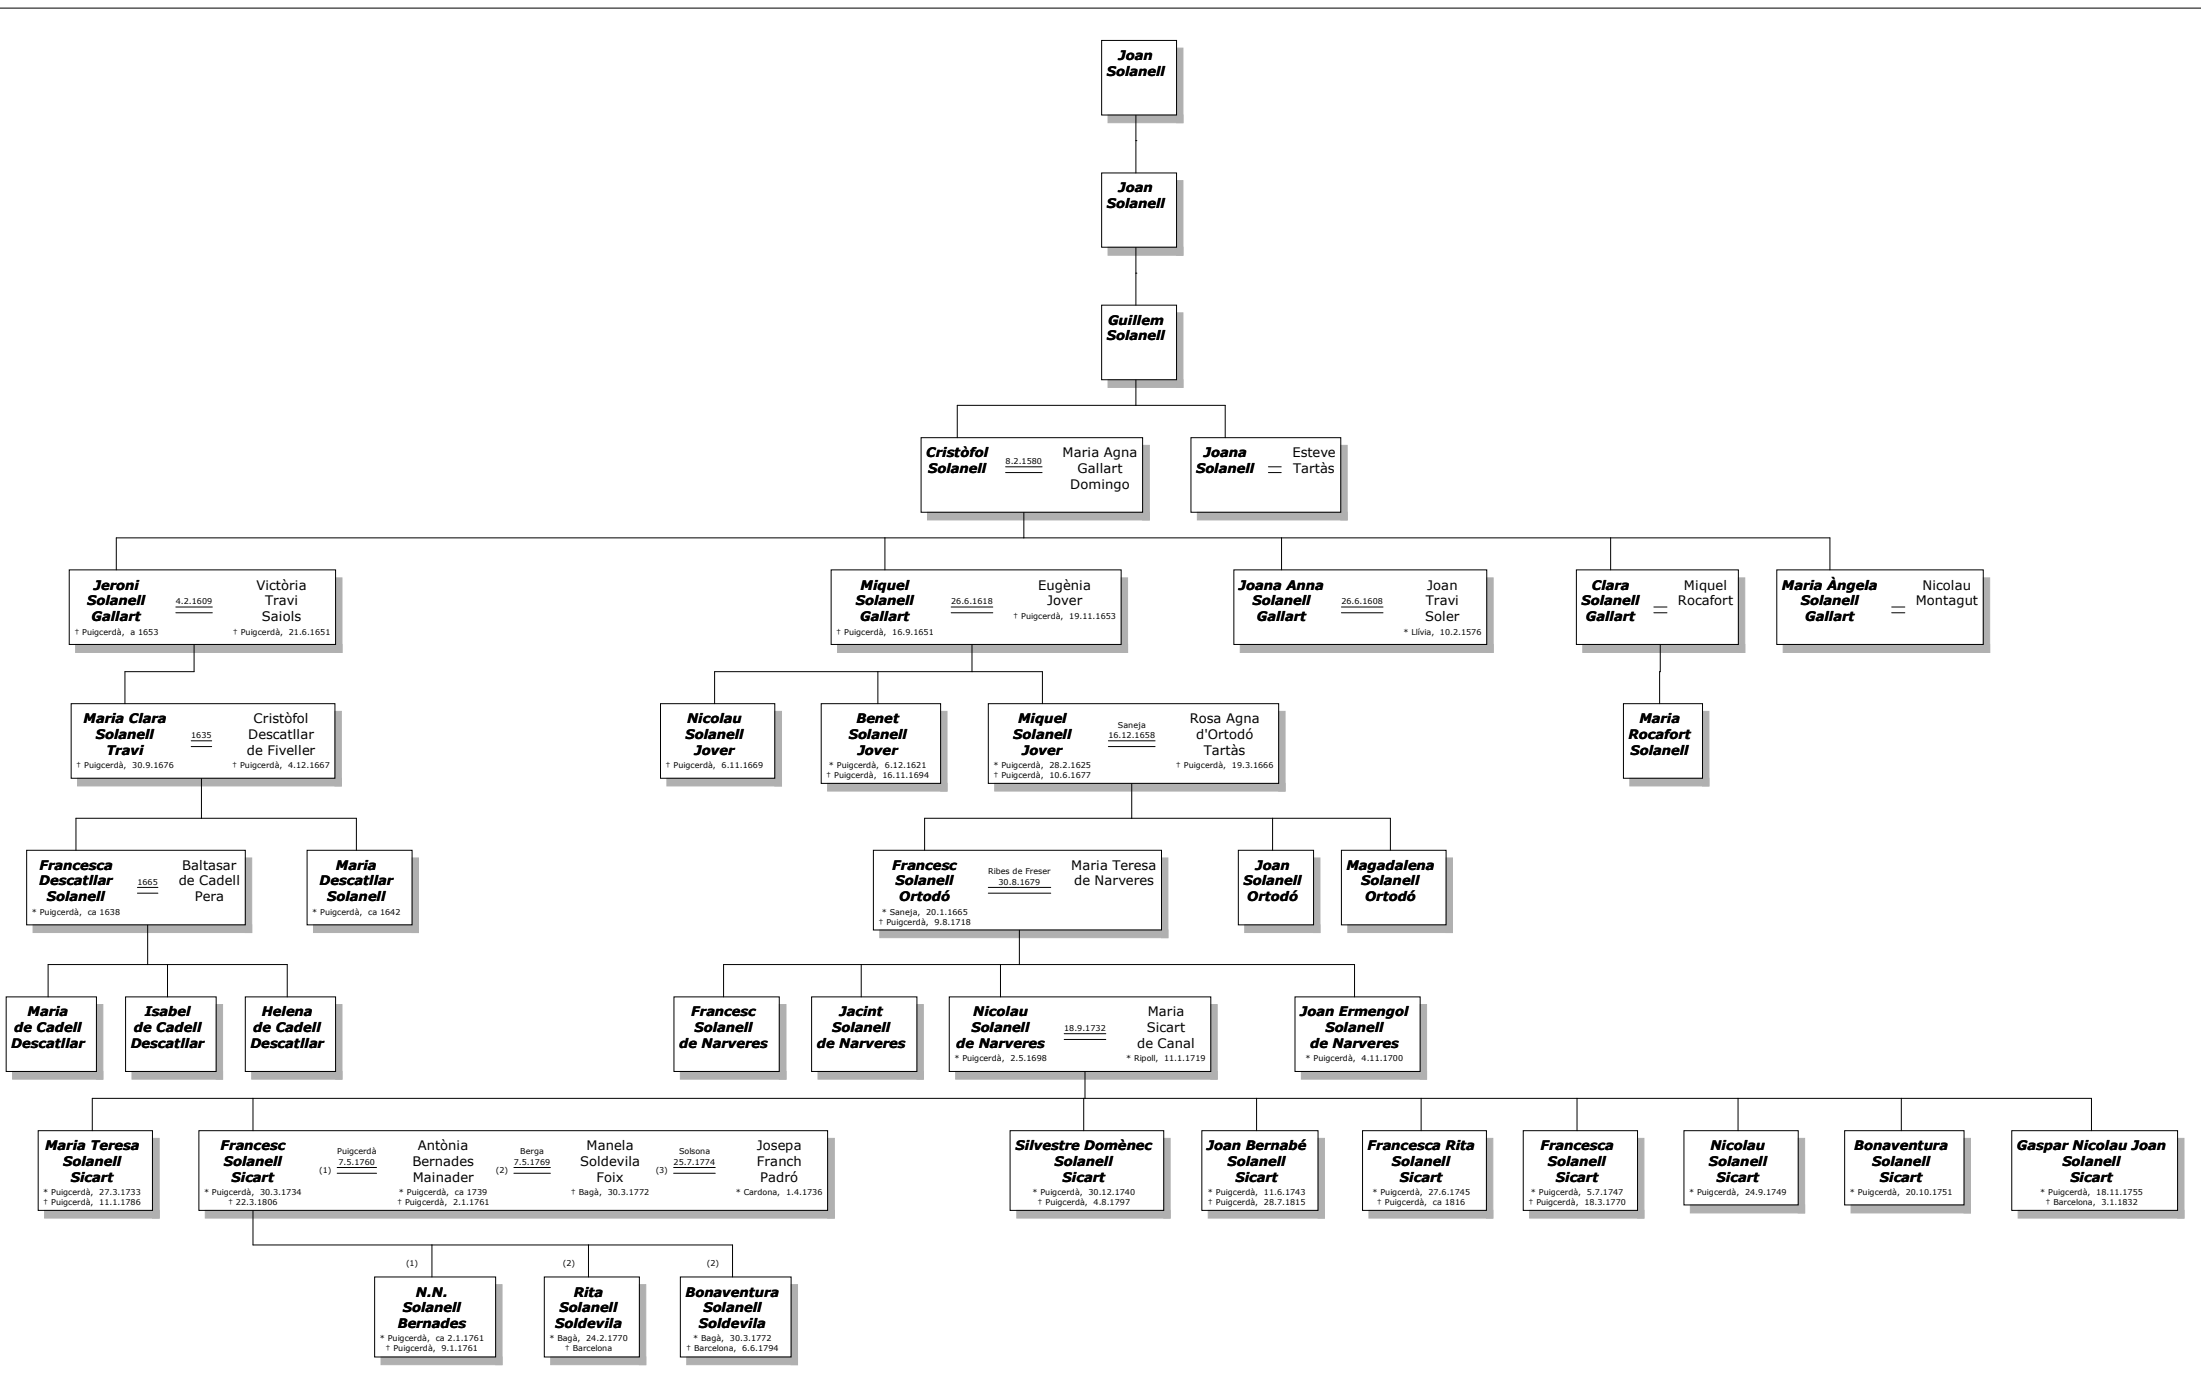 Joan
Solanell
Joan
Solanell
Guillem
Solanell
Cristòfol
Solanell
8.2.1580
Maria Agna
Gallart
Domingo
Joana
Solanell
Esteve
Tartàs
Jeroni
Solanell
Gallart
† Puigcerdà, a 1653
4.2.1609
Victòria
Travi
Saiols
† Puigcerdà, 21.6.1651
Miquel
Solanell
Gallart
† Puigcerdà, 16.9.1651
26.6.1618
Eugènia
Jover
† Puigcerdà, 19.11.1653
Joana Anna
Solanell
Gallart
26.6.1608
Joan
Travi
Soler
* Llívia, 10.2.1576
Clara
Solanell
Gallart
Miquel
Rocafort
Maria Àngela
Solanell
Gallart
Nicolau
Montagut
Maria Clara
Solanell
Travi
† Puigcerdà, 30.9.1676
1635
Cristòfol
Descatllar
de Fiveller
† Puigcerdà, 4.12.1667
Nicolau
Solanell
Jover
† Puigcerdà, 6.11.1669
Benet
Solanell
Jover
* Puigcerdà, 6.12.1621
† Puigcerdà, 16.11.1694
Miquel
Solanell
Jover
* Puigcerdà, 28.2.1625
† Puigcerdà, 10.6.1677
Saneja
16.12.1658
Rosa Agna
d'Ortodó
Tartàs
† Puigcerdà, 19.3.1666
Maria
Rocafort
Solanell
Francesca
Descatllar
Solanell
* Puigcerdà, ca 1638
1665
Baltasar
de Cadell
Pera
Maria
Descatllar
Solanell
* Puigcerdà, ca 1642
Francesc
Solanell
Ortodó
* Saneja, 20.1.1665
† Puigcerdà, 9.8.1718
Ribes de Freser
30.8.1679
Maria Teresa
de Narveres
Joan
Solanell
Ortodó
Magadalena
Solanell
Ortodó
Maria
de Cadell
Descatllar
Isabel
de Cadell
Descatllar
Helena
de Cadell
Descatllar
Francesc
Solanell
de Narveres
Jacint
Solanell
de Narveres
Nicolau
Solanell
de Narveres
* Puigcerdà, 2.5.1698
18.9.1732
Maria
Sicart
de Canal
* Ripoll, 11.1.1719
Joan Ermengol
Solanell
de Narveres
* Puigcerdà, 4.11.1700
Maria Teresa
Solanell
Sicart
* Puigcerdà, 27.3.1733
† Puigcerdà, 11.1.1786
Francesc
Solanell
Sicart
* Puigcerdà, 30.3.1734
† 22.3.1806
(1)
Puigcerdà
7.5.1760
Antònia
Bernades
Mainader
* Puigcerdà, ca 1739
† Puigcerdà, 2.1.1761
(2)
Berga
7.5.1769
Manela
Soldevila
Foix
† Bagà, 30.3.1772
(3)
Solsona
25.7.1774
Josepa
Franch
Padró
* Cardona, 1.4.1736
Silvestre Domènec
Solanell
Sicart
* Puigcerdà, 30.12.1740
† Puigcerdà, 4.8.1797
Joan Bernabé
Solanell
Sicart
* Puigcerdà, 11.6.1743
† Puigcerdà, 28.7.1815
Francesca Rita
Solanell
Sicart
* Puigcerdà, 27.6.1745
† Puigcerdà, ca 1816
Francesca
Solanell
Sicart
* Puigcerdà, 5.7.1747
† Puigcerdà, 18.3.1770
Nicolau
Solanell
Sicart
* Puigcerdà, 24.9.1749
Bonaventura
Solanell
Sicart
* Puigcerdà, 20.10.1751
Gaspar Nicolau Joan
Solanell
Sicart
* Puigcerdà, 18.11.1755
† Barcelona, 3.1.1832
(1)
N.N.
Solanell
Bernades
* Puigcerdà, ca 2.1.1761
† Puigcerdà, 9.1.1761
(2)
Rita
Solanell
Soldevila
* Bagà, 24.2.1770
† Barcelona
(2)
Bonaventura
Solanell
Soldevila
* Bagà, 30.3.1772
† Barcelona, 6.6.1794